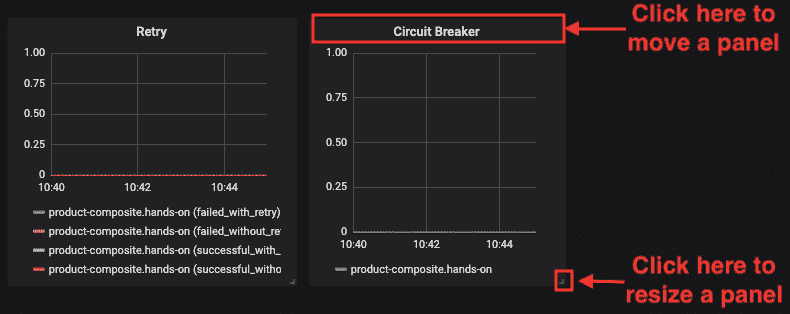 Retry
1.00
0.75
0.50
0.25
0
10:40
10:42
10:44
product-composite.hands-on (failed_with_retry)
product-composite.hands-on (failed_without_ret
product-composite.hands-on (successful_with_
product-composite.hands-on (successful_witho
Circuit Breaker
1.00
0.75
0.50
0.25
0
10:40
10:42
10:44
product-composite.hands-on
Click here to
move a panel
Click here to
resize a panel